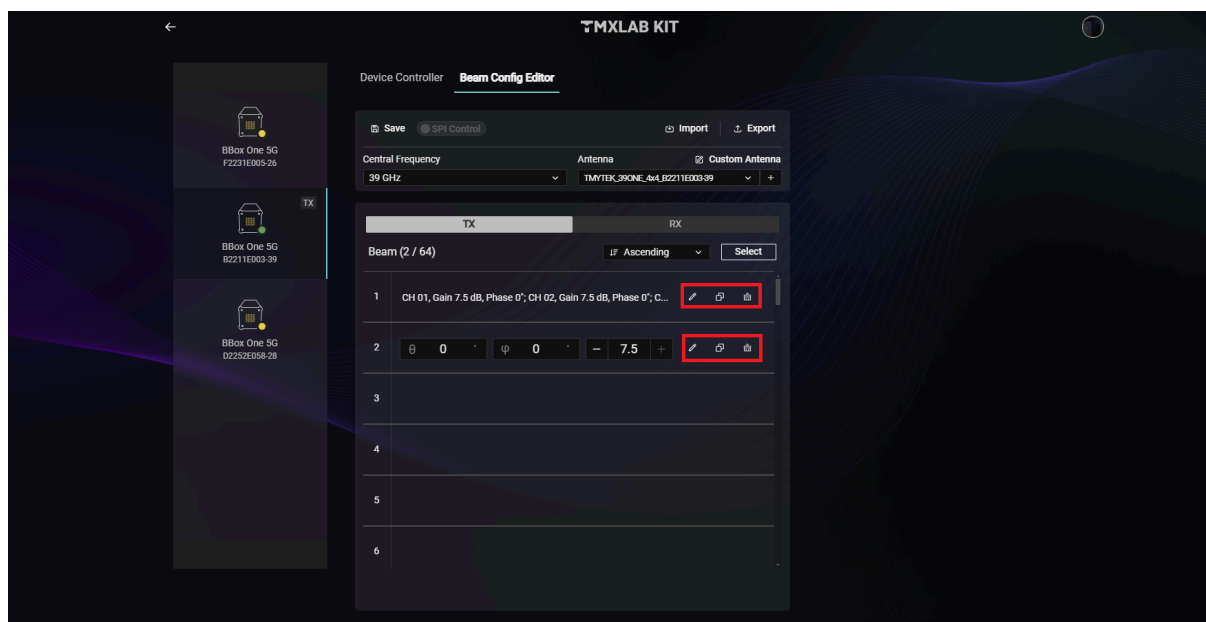 TMXLAB KIT
Device Controller Beam Config Editor
Save SPI Control Import Export
Central Frequency Antenna Custom Antenna
39 GHz TMYTEK_39ONE_4x4_B2211E003-39 +
BBox One 5G
F2231E005-26
TX
BBox One 5G
B2211E003-39
BBox One 5G
D2252E058-28
TX RX
Beam (2 / 64) Ascending Select
1 CH 01, Gain 7.5 dB, Phase 0°; CH 02, Gain 7.5 dB, Phase 0°; C...
2 θ 0 ° φ 0 ° − 7.5 +
3
4
5
6